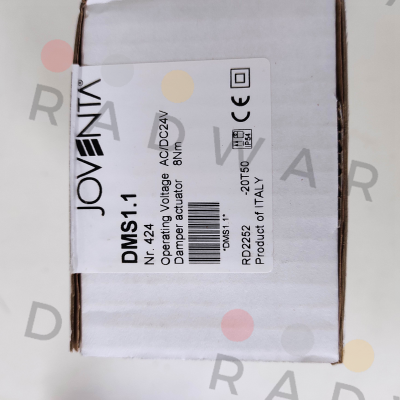 JOVENTA®
DMS1.1
Nr. 424
Operating Voltage AC/DC24V
Damper actuator 8Nm
*DMS1 1*
RD2252 -20T50
Product of ITALY
CE
IP54
RADWAR
RADWAR